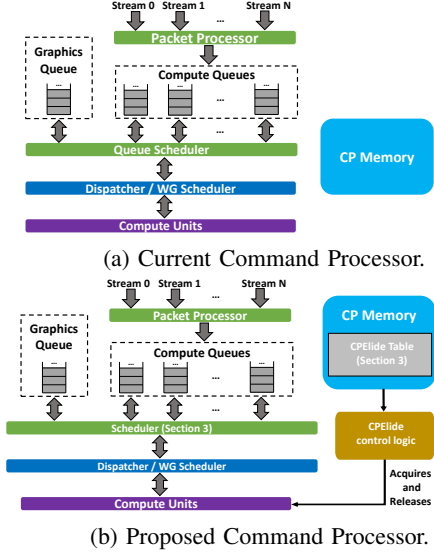 Stream 0 Stream 1 ... Stream N
Packet Processor
Graphics
Queue
Compute Queues
...
... ... ... ...
...
Queue Scheduler
CP Memory
Dispatcher / WG Scheduler
Compute Units
(a) Current Command Processor.
Stream 0 Stream 1 ... Stream N
Packet Processor
CP Memory
Graphics
Queue
Compute Queues
CPElide Table
(Section 3)
...
... ... ... ...
...
Scheduler (Section 3)
CPElide
control logic
Dispatcher / WG Scheduler
Acquires
and
Releases
Compute Units
(b) Proposed Command Processor.